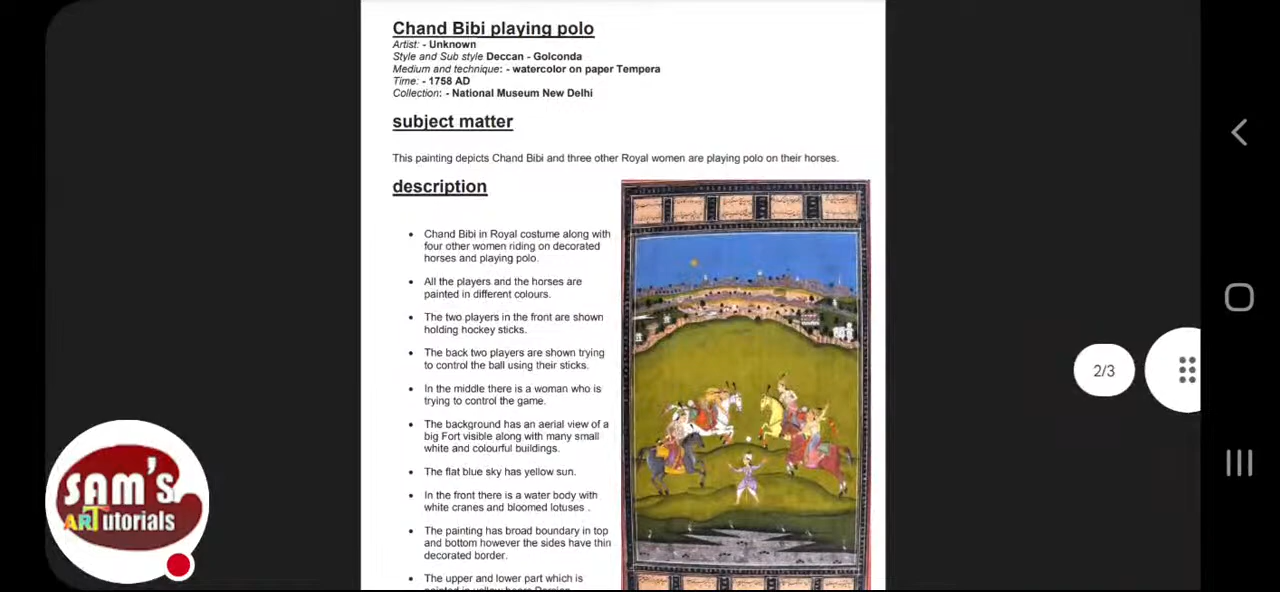 Chand Bibi playing polo
Artist: - Unknown
Style and Sub style Deccan - Golconda
Medium and technique: - watercolor on paper Tempera
Time: - 1758 AD
Collection: - National Museum New Delhi
subject matter
This painting depicts Chand Bibi and three other Royal women are playing polo on their horses.
description
• Chand Bibi in Royal costume along with
four other women riding on decorated
horses and playing polo.
• All the players and the horses are
painted in different colours.
• The two players in the front are shown
holding hockey sticks.
• The back two players are shown trying
to control the ball using their sticks.
• In the middle there is a woman who is
trying to control the game.
• The background has an aerial view of a
big Fort visible along with many small
white and colourful buildings.
• The flat blue sky has yellow sun.
• In the front there is a water body with
white cranes and bloomed lotuses .
• The painting has broad boundary in top
and bottom however the sides have thin
decorated border.
• The upper and lower part which is
2/3
SAM'S
ARTutorials